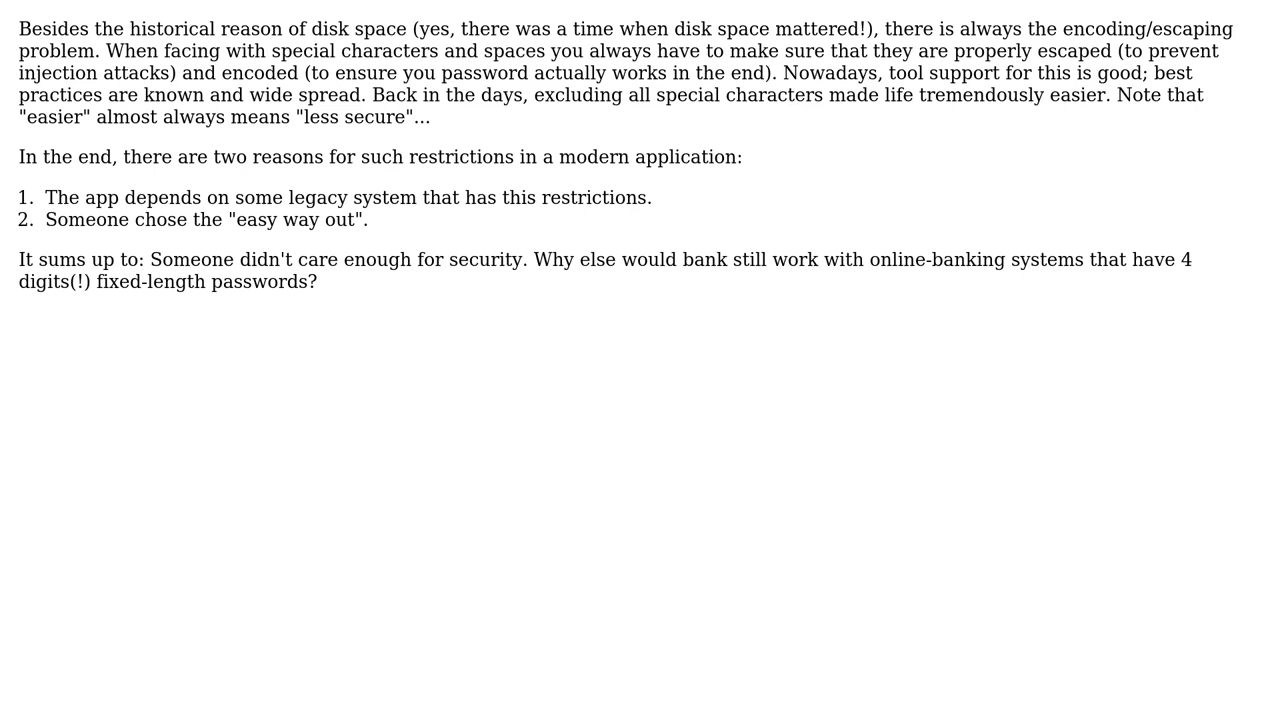 Besides the historical reason of disk space (yes, there was a time when disk space mattered!), there is always the encoding/escaping
problem. When facing with special characters and spaces you always have to make sure that they are properly escaped (to prevent
injection attacks) and encoded (to ensure you password actually works in the end). Nowadays, tool support for this is good; best
practices are known and wide spread. Back in the days, excluding all special characters made life tremendously easier. Note that
"easier" almost always means "less secure"...
In the end, there are two reasons for such restrictions in a modern application:
1. The app depends on some legacy system that has this restrictions.
2. Someone chose the "easy way out".
It sums up to: Someone didn't care enough for security. Why else would bank still work with online-banking systems that have 4
digits(!) fixed-length passwords?